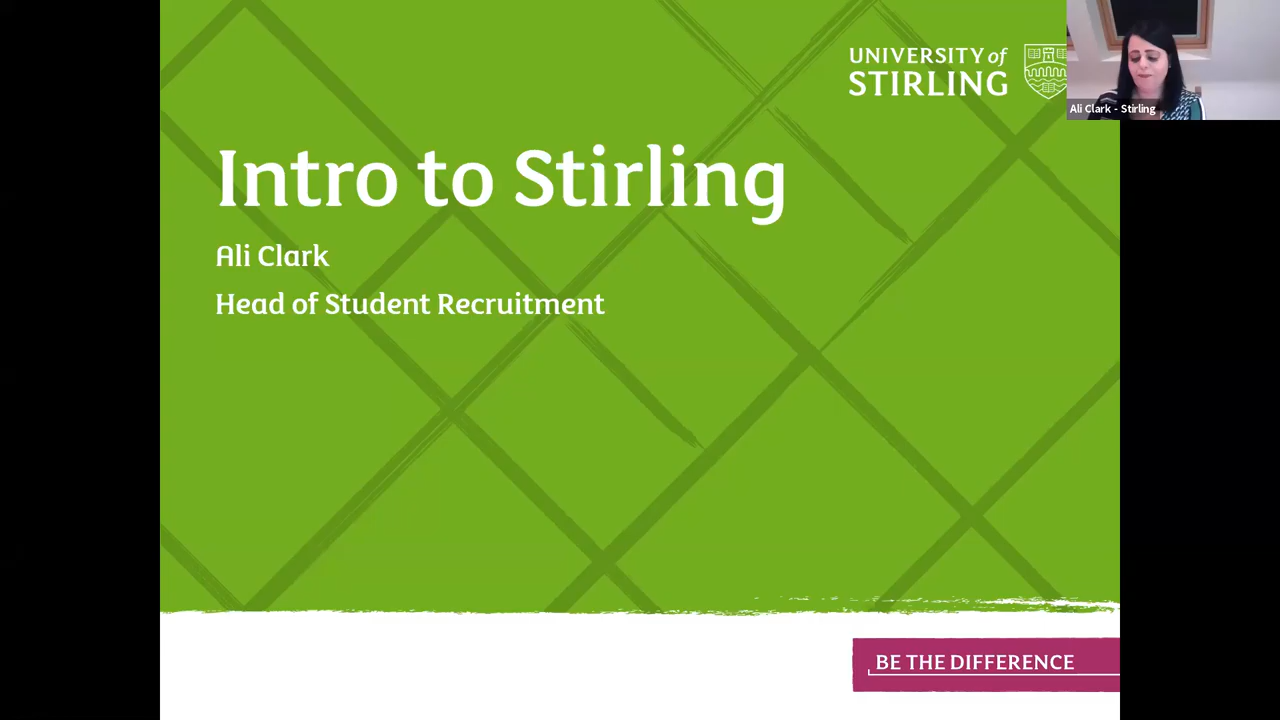 UNIVERSITY of
STIRLING
Ali Clark - Stirling
Intro to Stirling
Ali Clark
Head of Student Recruitment
BE THE DIFFERENCE